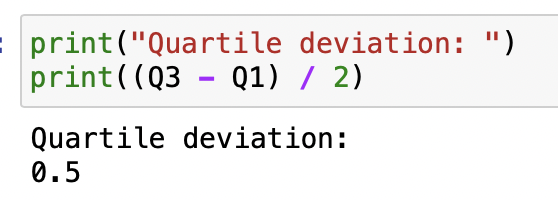 print("Quartile deviation: ")
print((Q3 - Q1) / 2)
Quartile deviation:
0.5